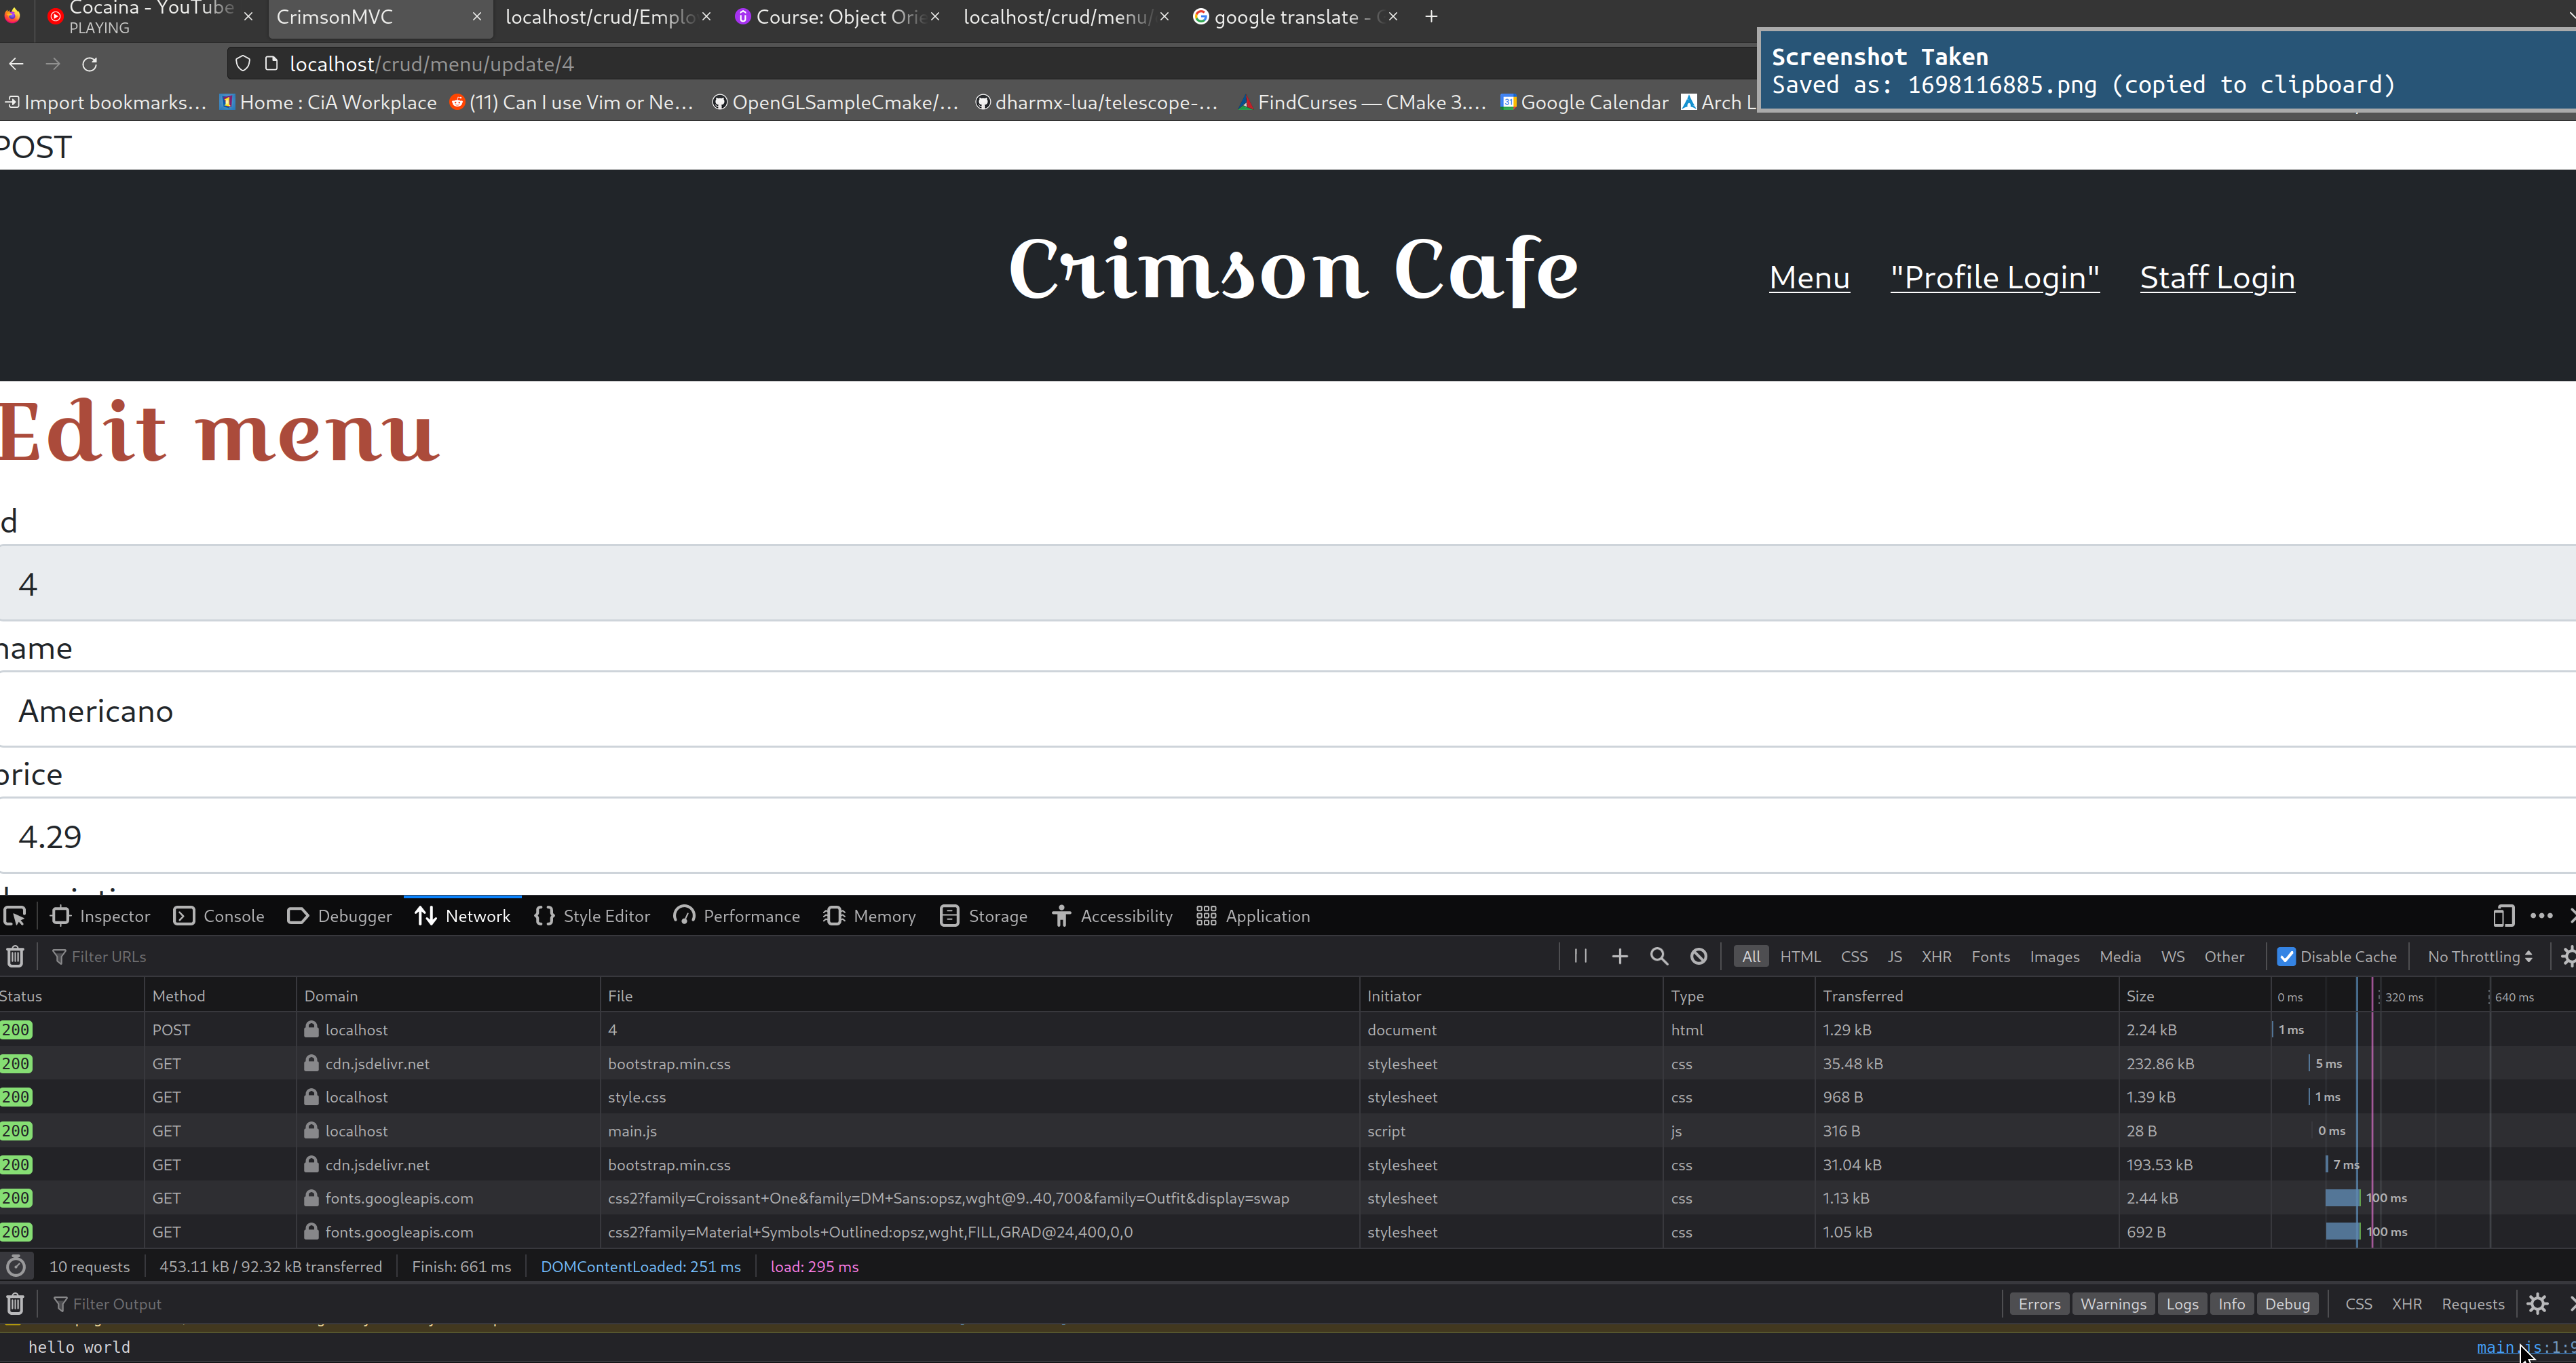 Cocaina - YouTube
PLAYING
CrimsonMVC
localhost/crud/Emplo
Course: Object Orie
localhost/crud/menu/
google translate - G
localhost/crud/menu/update/4
Screenshot Taken
Saved as: 1698116885.png (copied to clipboard)
Import bookmarks... Home : CiA Workplace (11) Can I use Vim or Ne... OpenGLSampleCmake/... dharmx-lua/telescope-... FindCurses — CMake 3.... Google Calendar Arch L
POST
Crimson Cafe
Menu "Profile Login" Staff Login
Edit menu
d
4
name
Americano
price
4.29
Inspector Console Debugger Network Style Editor Performance Memory Storage Accessibility Application
Filter URLs All HTML CSS JS XHR Fonts Images Media WS Other Disable Cache No Throttling
Status Method Domain File Initiator Type Transferred Size 0 ms 320 ms 640 ms
200 POST localhost 4 document html 1.29 kB 2.24 kB 1 ms
200 GET cdn.jsdelivr.net bootstrap.min.css stylesheet css 35.48 kB 232.86 kB 5 ms
200 GET localhost style.css stylesheet css 968 B 1.39 kB 1 ms
200 GET localhost main.js script js 316 B 28 B 0 ms
200 GET cdn.jsdelivr.net bootstrap.min.css stylesheet css 31.04 kB 193.53 kB 7 ms
200 GET fonts.googleapis.com css2?family=Croissant+One&family=DM+Sans:opsz,wght@9..40,700&family=Outfit&display=swap stylesheet css 1.13 kB 2.44 kB 100 ms
200 GET fonts.googleapis.com css2?family=Material+Symbols+Outlined:opsz,wght,FILL,GRAD@24,400,0,0 stylesheet css 1.05 kB 692 B 100 ms
10 requests 453.11 kB / 92.32 kB transferred Finish: 661 ms DOMContentLoaded: 251 ms load: 295 ms
Filter Output Errors Warnings Logs Info Debug CSS XHR Requests
hello world main.js:1:9